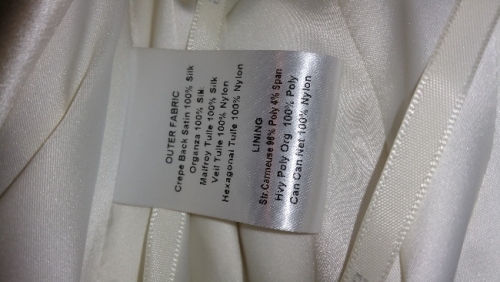 OUTER FABRIC
Crepe Back Satin 100% Silk
Organza 100% Silk
Malfroy Tulle 100% Silk
Veil Tulle 100% Nylon
Hexagonal Tulle 100% Nylon
LINING
Str.Carmeuse 96% Poly 4% Span
Hvy Poly Org 100% Poly
Can Can Net 100% Nylon